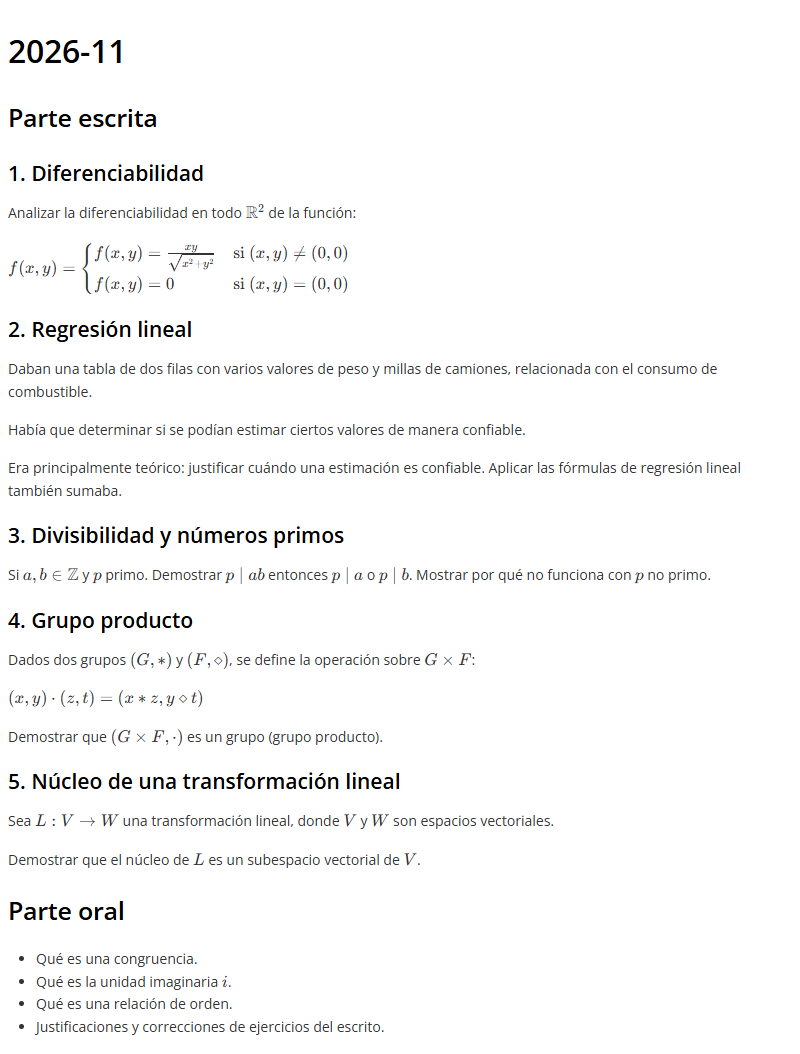 2026-11
Parte escrita
1. Diferenciabilidad
Analizar la diferenciabilidad en todo ℝ² de la función:
f(x, y) = { f(x, y) = xy / √(x²+y²) si (x, y) ≠ (0, 0)
f(x, y) = 0 si (x, y) = (0, 0)
2. Regresión lineal
Daban una tabla de dos filas con varios valores de peso y millas de camiones, relacionada con el consumo de
combustible.
Había que determinar si se podían estimar ciertos valores de manera confiable.
Era principalmente teórico: justificar cuándo una estimación es confiable. Aplicar las fórmulas de regresión lineal
también sumaba.
3. Divisibilidad y números primos
Si a, b ∈ ℤ y p primo. Demostrar p | ab entonces p | a o p | b. Mostrar por qué no funciona con p no primo.
4. Grupo producto
Dados dos grupos (G, ∗) y (F, ⋄), se define la operación sobre G × F:
(x, y) · (z, t) = (x ∗ z, y ⋄ t)
Demostrar que (G × F, ·) es un grupo (grupo producto).
5. Núcleo de una transformación lineal
Sea L : V → W una transformación lineal, donde V y W son espacios vectoriales.
Demostrar que el núcleo de L es un subespacio vectorial de V.
Parte oral
• Qué es una congruencia.
• Qué es la unidad imaginaria i.
• Qué es una relación de orden.
• Justificaciones y correcciones de ejercicios del escrito.